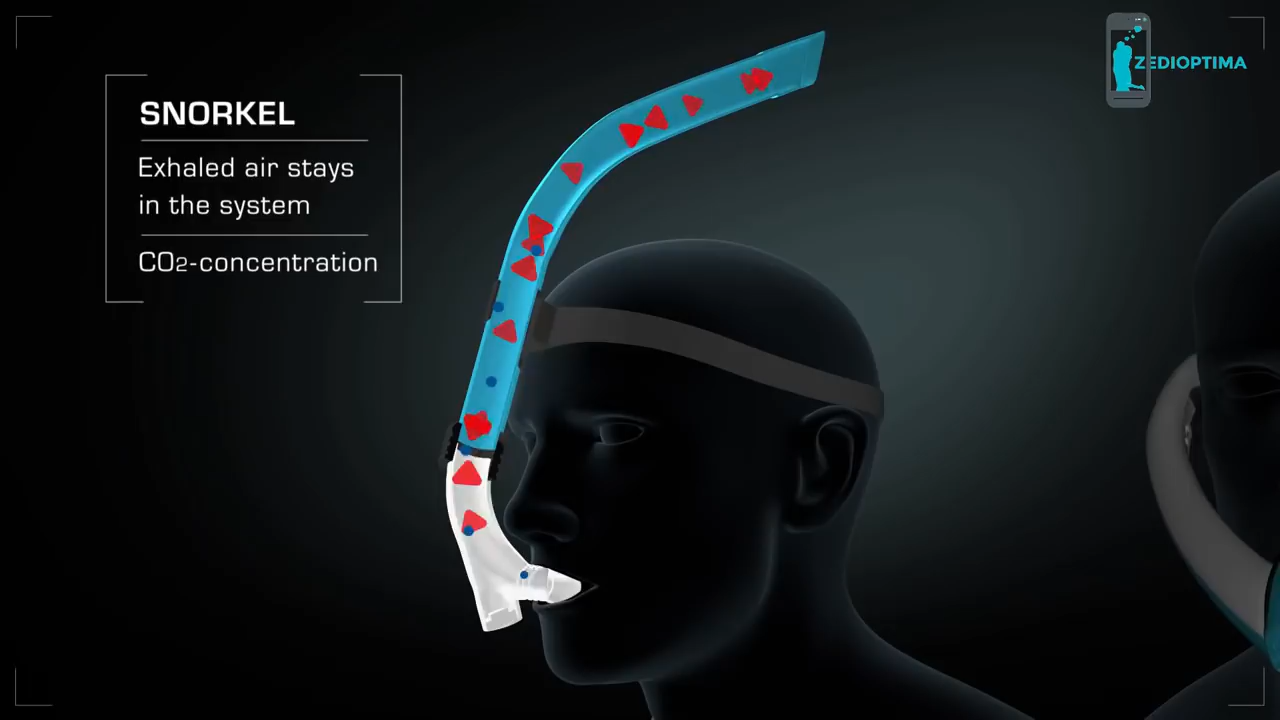 ZEDIOPTIMA
SNORKEL
Exhaled air stays
in the system
CO2-concentration